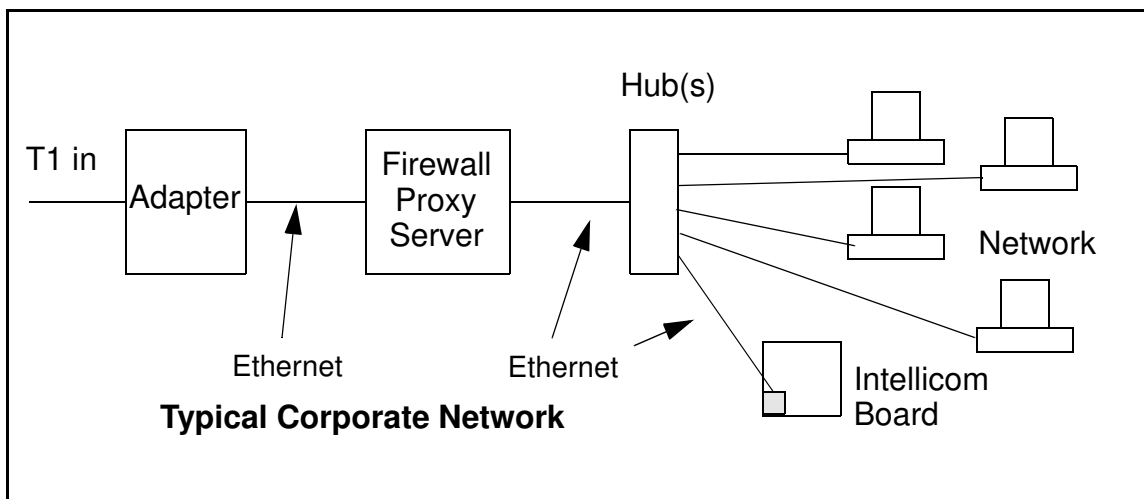 Hub(s)
T1 in
Adapter
Firewall
Proxy
Server
Network
Ethernet
Ethernet
Intellicom
Board
Typical Corporate Network